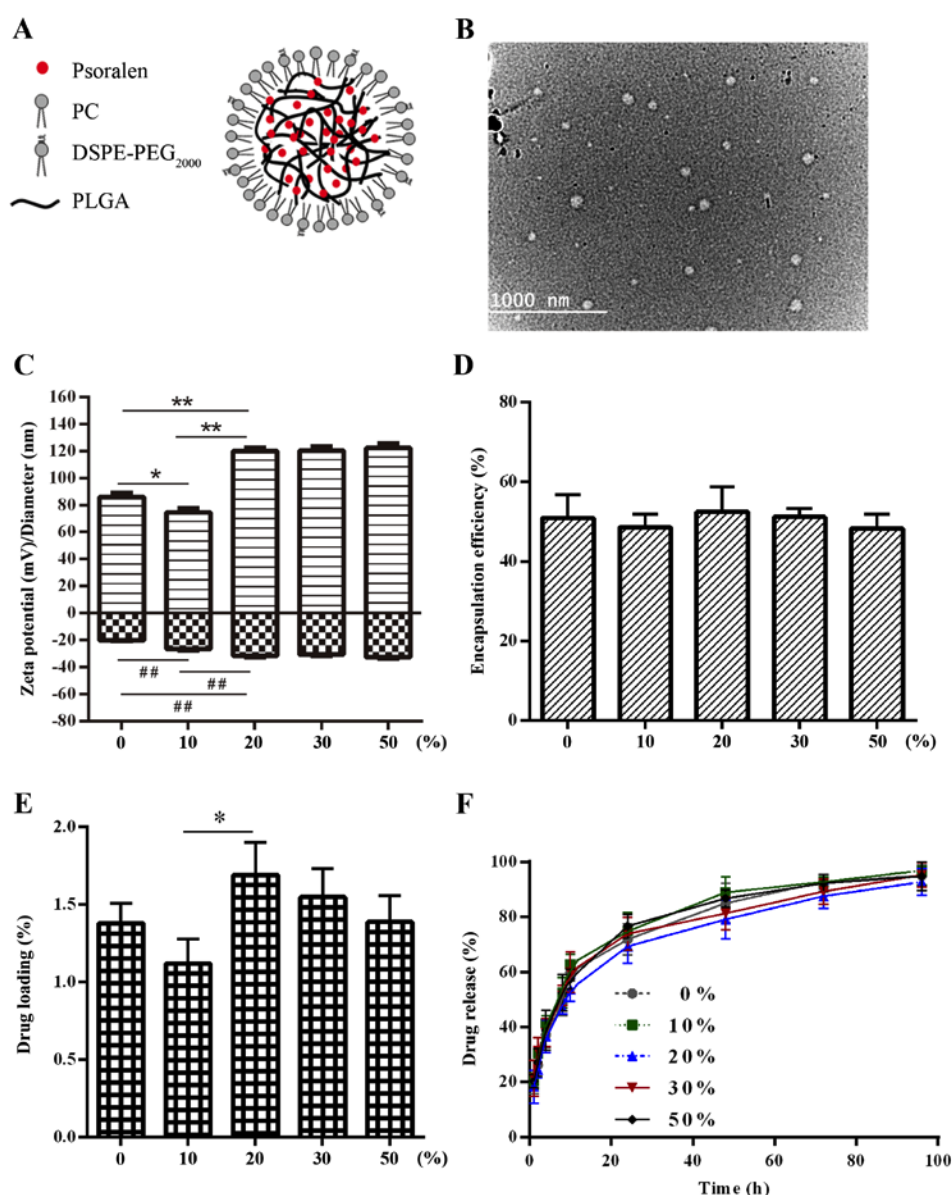 A
Psoralen
PC
DSPE-PEG2000
PLGA
B
1000 nm
C
Zeta potential (mV)/Diameter (nm)
160
140
120
100
80
60
40
20
0
-20
-40
-60
-80
**
**
*
##
##
##
0 10 20 30 50 (%)
D
Encapsulation efficiency (%)
80
60
40
20
0
0 10 20 30 50 (%)
E
Drug loading (%)
2.0
1.5
1.0
0.5
0.0
*
0 10 20 30 50 (%)
F
Drug release (%)
100
80
60
40
20
0
0%
10%
20%
30%
50%
0 20 40 60 80 100
Time (h)